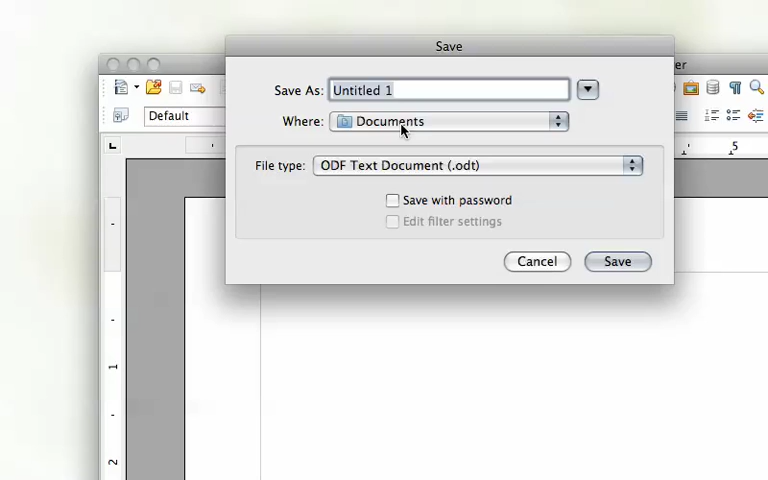 Save
er
Save As: Untitled 1
Where: Documents
Default
5
File type: ODF Text Document (.odt)
Save with password
Edit filter settings
Cancel Save
1
2